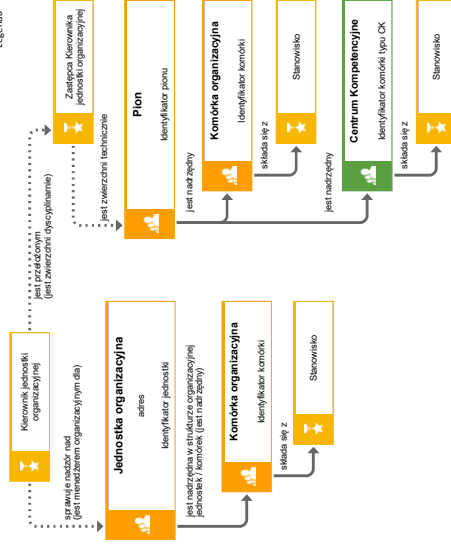 Legenda
Kierownik jednostki
organizacyjnej
jest przełożonym
(jest zwierzchni dyscyplinarnie)
Zastępca Kierownika
jednostki organizacyjnej
sprawuje nadzór nad
(jest menedżerem organizacyjnym dla)
jest zwierzchni technicznie
Jednostka organizacyjna
adres
Identyfikator jednostki
Pion
Identyfikator pionu
jest nadrzędna w strukturze organizacyjnej
jednostek / komórek (jest nadrzędny)
jest nadrzędny
Komórka organizacyjna
Identyfikator komórki
Komórka organizacyjna
Identyfikator komórki
składa się z
Stanowisko
składa się z
Stanowisko
jest nadrzędny
Centrum Kompetencyjne
Identyfikator komórki typu CK
składa się z
Stanowisko